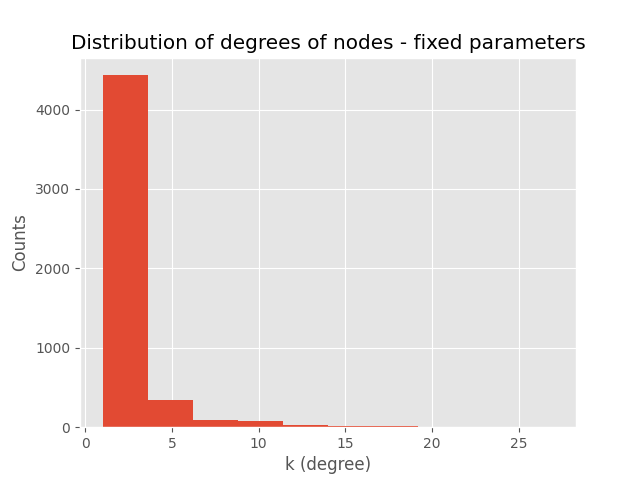 Distribution of degrees of nodes - fixed parameters
4000
3000
2000
1000
0
Counts
0 5 10 15 20 25
k (degree)